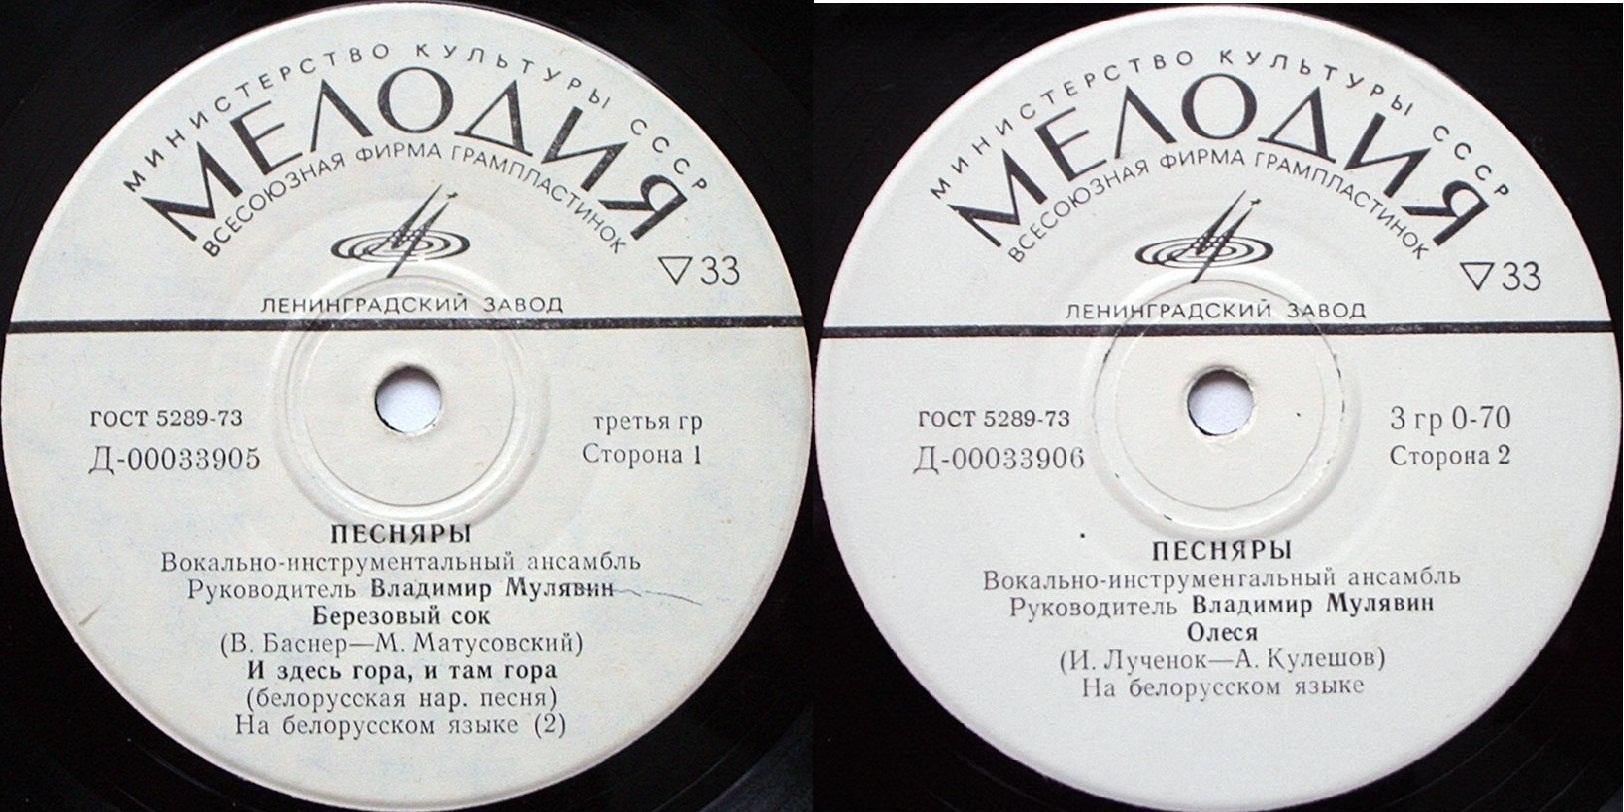 МИНИСТЕРСТВО КУЛЬТУРЫ СССР
МЕЛОДИЯ
ВСЕСОЮЗНАЯ ФИРМА ГРАМПЛАСТИНОК
▽33
ЛЕНИНГРАДСКИЙ ЗАВОД
ГОСТ 5289-73
третья гр
Д-00033905
Сторона 1
ПЕСНЯРЫ
Вокально-инструментальный ансамбль
Руководитель Владимир Мулявин
Березовый сок
(В. Баснер—М. Матусовский)
И здесь гора, и там гора
(белорусская нар. песня)
На белорусском языке (2)
МИНИСТЕРСТВО КУЛЬТУРЫ СССР
МЕЛОДИЯ
ВСЕСОЮЗНАЯ ФИРМА ГРАМПЛАСТИНОК
▽33
ЛЕНИНГРАДСКИЙ ЗАВОД
ГОСТ 5289-73
3 гр 0-70
Д-00033906
Сторона 2
ПЕСНЯРЫ
Вокально-инструментальный ансамбль
Руководитель Владимир Мулявин
Олеся
(И. Лученок—А. Кулешов)
На белорусском языке